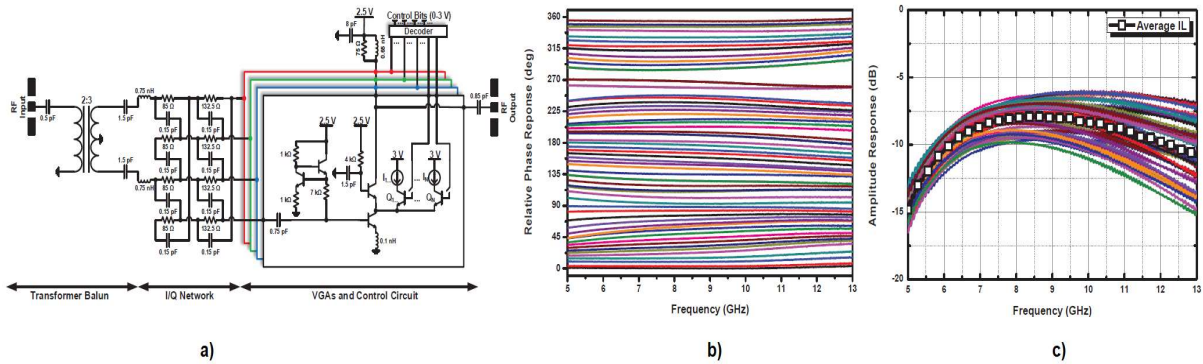 2.5 V
Control Bits (0-3 V)
Decoder
8 pF
75 Ω
0.66 nH
RF Input
0.5 pF
2:3
1.5 pF
1.5 pF
0.75 nH
0.75 nH
85 Ω
132.5 Ω
0.15 pF
0.15 pF
85 Ω
132.5 Ω
0.15 pF
0.15 pF
85 Ω
132.5 Ω
0.15 pF
0.15 pF
85 Ω
132.5 Ω
0.15 pF
0.15 pF
2.5 V
2.5 V
1 kΩ
1 kΩ
7 kΩ
4 kΩ
1.5 pF
3 V
3 V
...
0.75 pF
0.1 nH
0.85 pF
RF Output
Transformer Balun
I/Q Network
VGAs and Control Circuit
a)
Relative Phase Reponse (deg)
360
315
270
225
180
135
90
45
0
5 6 7 8 9 10 11 12 13
Frequency (GHz)
b)
Amplitude Response (dB)
0
-5
-10
-15
-20
Average IL
5 6 7 8 9 10 11 12 13
Frequency (GHz)
c)